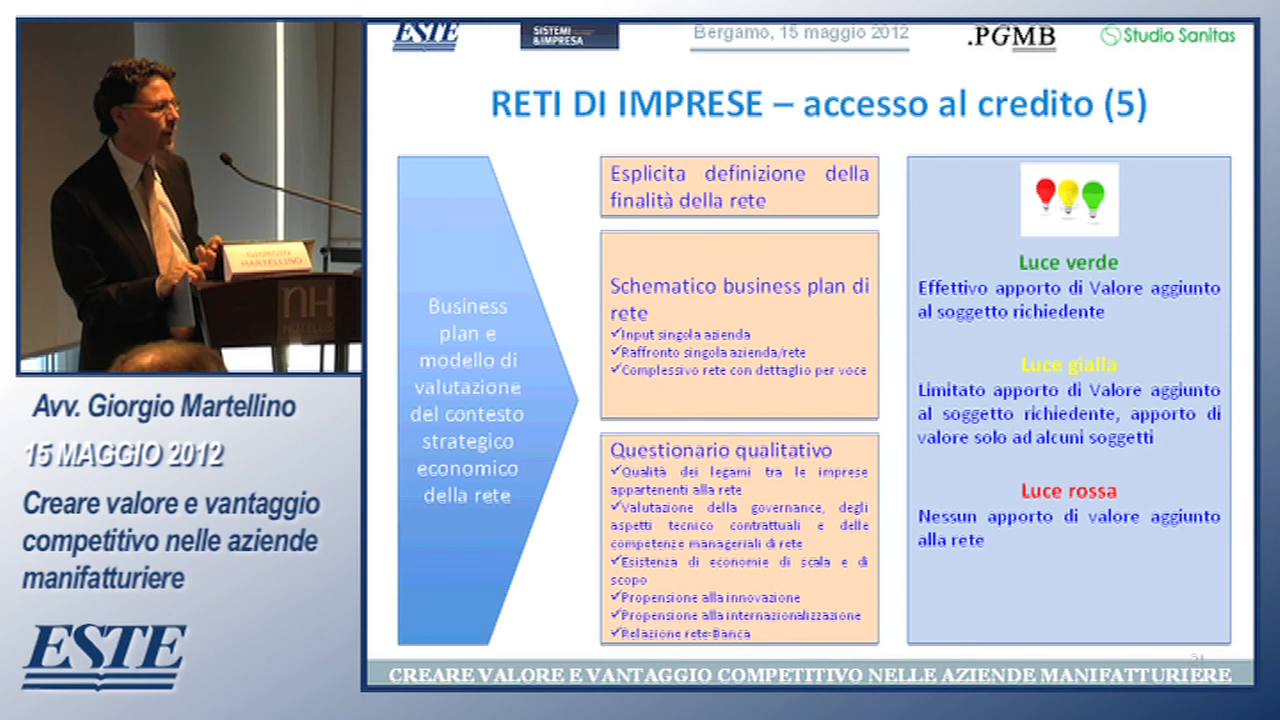 ESTE
SISTEMI
&IMPRESA
Bergamo, 15 maggio 2012
.PGMB
Studio Sanitas
RETI DI IMPRESE – accesso al credito (5)
Business
plan e
modello di
valutazione
del contesto
strategico
economico
della rete
Esplicita definizione della
finalità della rete
Schematico business plan di
rete
✓Input singola azienda
✓Raffronto singola azienda/rete
✓Complessivo rete con dettaglio per voce
Questionario qualitativo
✓Qualità dei legami tra le imprese
appartenenti alla rete
✓Valutazione della governance, degli
aspetti tecnico contrattuali e delle
competenze manageriali di rete
✓Esistenza di economie di scala e di
scopo
✓Propensione alla innovazione
✓Propensione alla internazionalizzazione
✓Relazione rete-Banca
Luce verde
Effettivo apporto di Valore aggiunto
al soggetto richiedente
Luce gialla
Limitato apporto di Valore aggiunto
al soggetto richiedente, apporto di
valore solo ad alcuni soggetti
Luce rossa
Nessun apporto di valore aggiunto
alla rete
CREARE VALORE E VANTAGGIO COMPETITIVO NELLE AZIENDE MANIFATTURIERE
GIORGIO
MARTELLINO
nH
HOTELES
Avv. Giorgio Martellino
15 MAGGIO 2012
Creare valore e vantaggio
competitivo nelle aziende
manifatturiere
ESTE